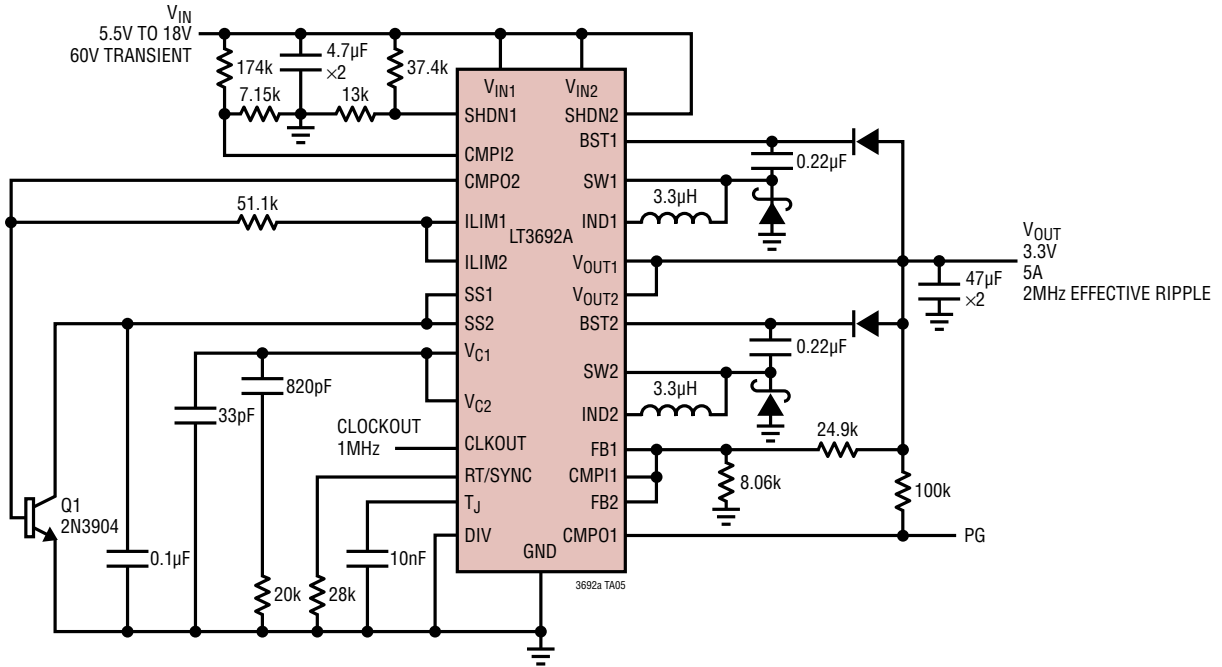 VIN
5.5V TO 18V
60V TRANSIENT
174k
4.7µF
×2
37.4k
7.15k
13k
VIN1
VIN2
SHDN1
SHDN2
BST1
CMPI2
0.22µF
CMPO2
SW1
51.1k
3.3µH
ILIM1
IND1
LT3692A
ILIM2
VOUT1
VOUT
3.3V
5A
2MHz EFFECTIVE RIPPLE
47µF
×2
SS1
VOUT2
SS2
BST2
0.22µF
VC1
SW2
820pF
3.3µH
33pF
VC2
IND2
CLOCKOUT
1MHz
CLKOUT
24.9k
FB1
RT/SYNC
CMPI1
8.06k
100k
TJ
FB2
Q1
2N3904
DIV
CMPO1
PG
GND
0.1µF
10nF
20k
28k
3692a TA05